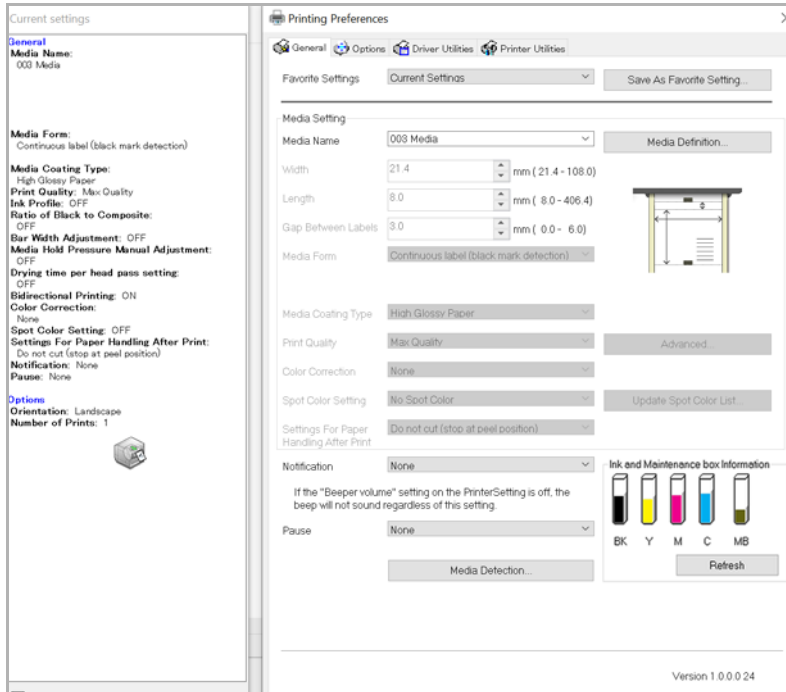 Current settings
General
Media Name:
003 Media
Media Form:
Continuous label (black mark detection)
Media Coating Type:
High Glossy Paper
Print Quality: Max Quality
Ink Profile: OFF
Ratio of Black to Composite:
OFF
Bar Width Adjustment: OFF
Media Hold Pressure Manual Adjustment:
OFF
Drying time per head pass setting:
OFF
Bidirectional Printing: ON
Color Correction:
None
Spot Color Setting: OFF
Settings For Paper Handling After Print:
Do not cut (stop at peel position)
Notification: None
Pause: None
Options
Orientation: Landscape
Number of Prints: 1
Printing Preferences
General Options Driver Utilities Printer Utilities
Favorite Settings Current Settings Save As Favorite Setting...
Media Setting
Media Name 003 Media Media Definition...
Width 21.4 mm ( 21.4 - 108.0)
Length 8.0 mm ( 8.0 - 406.4)
Gap Between Labels 3.0 mm ( 0.0 - 6.0)
Media Form Continuous label (black mark detection)
Media Coating Type High Glossy Paper
Print Quality Max Quality Advanced...
Color Correction None
Spot Color Setting No Spot Color Update Spot Color List...
Settings For Paper
Handling After Print Do not cut (stop at peel position)
Notification None
If the "Beeper volume" setting on the PrinterSetting is off, the
beep will not sound regardless of this setting.
Pause None
Media Detection...
Ink and Maintenance box Information
BK Y M C MB
Refresh
Version 1.0.0.0 24